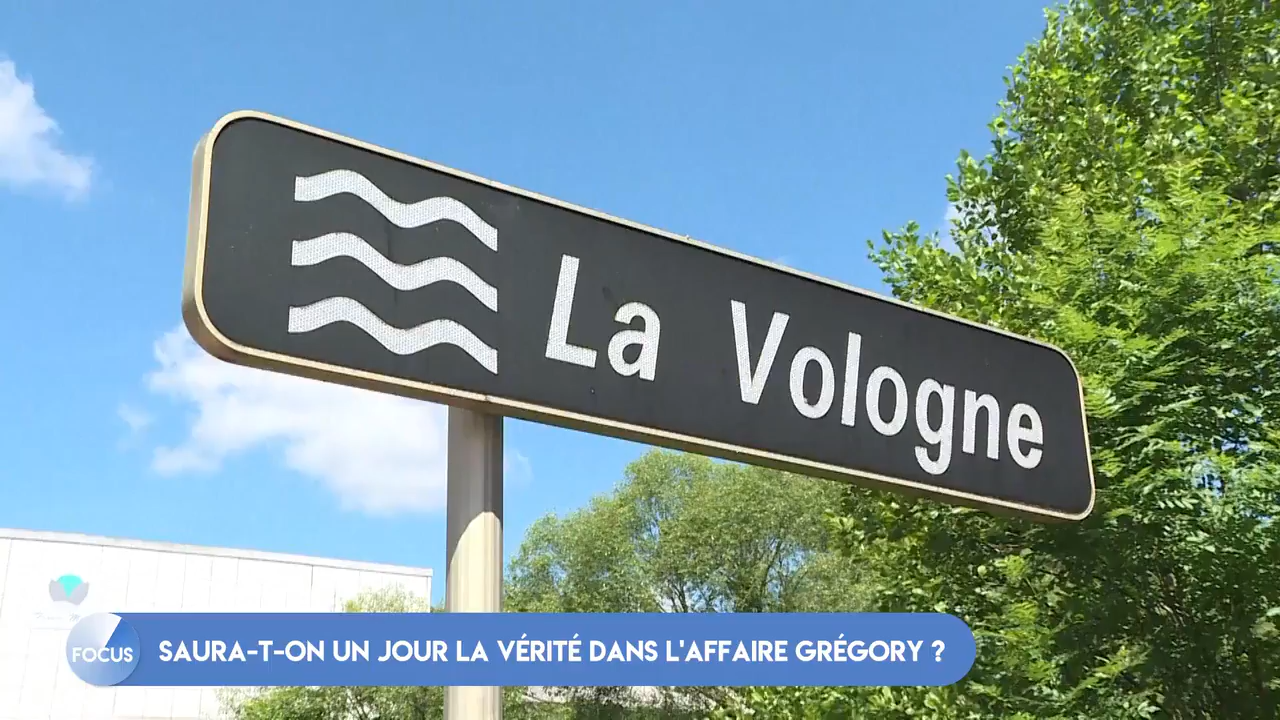 La Vologne
FOCUS
SAURA-T-ON UN JOUR LA VÉRITÉ DANS L'AFFAIRE GRÉGORY ?